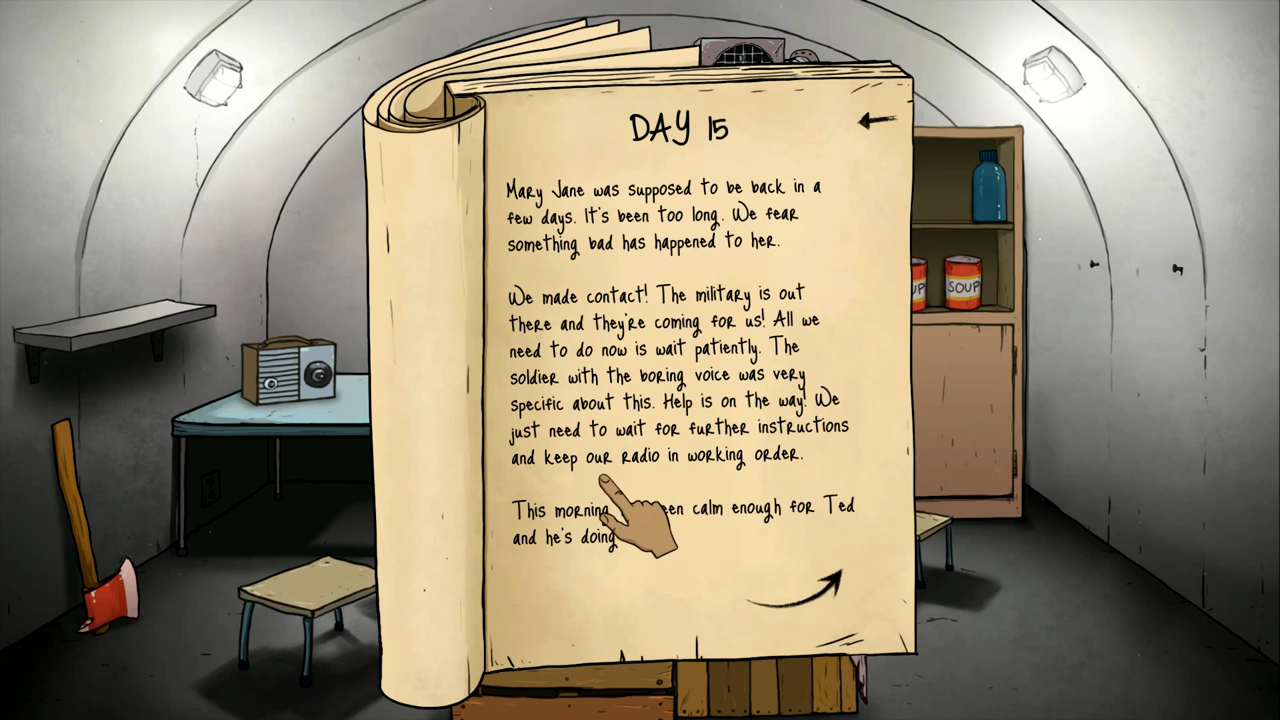 DAY 15
Mary Jane was supposed to be back in a
few days. It's been too long. We fear
something bad has happened to her.
We made contact! The military is out
there and they're coming for us! All we
need to do now is wait patiently. The
soldier with the boring voice was very
specific about this. Help is on the way! We
just need to wait for further instructions
and keep our radio in working order.
This morning calm enough for Ted
and he's doing
SOUP